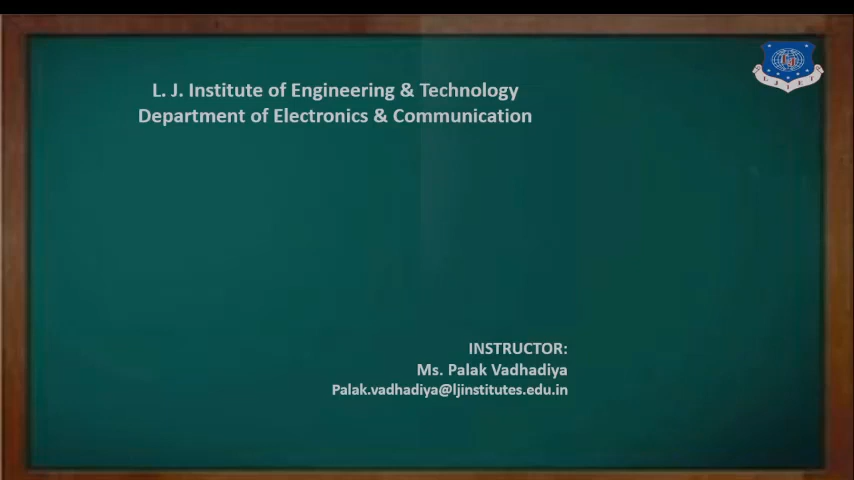 L. J. Institute of Engineering & Technology
Department of Electronics & Communication
L J I E T
INSTRUCTOR:
Ms. Palak Vadhadiya
Palak.vadhadiya@ljinstitutes.edu.in